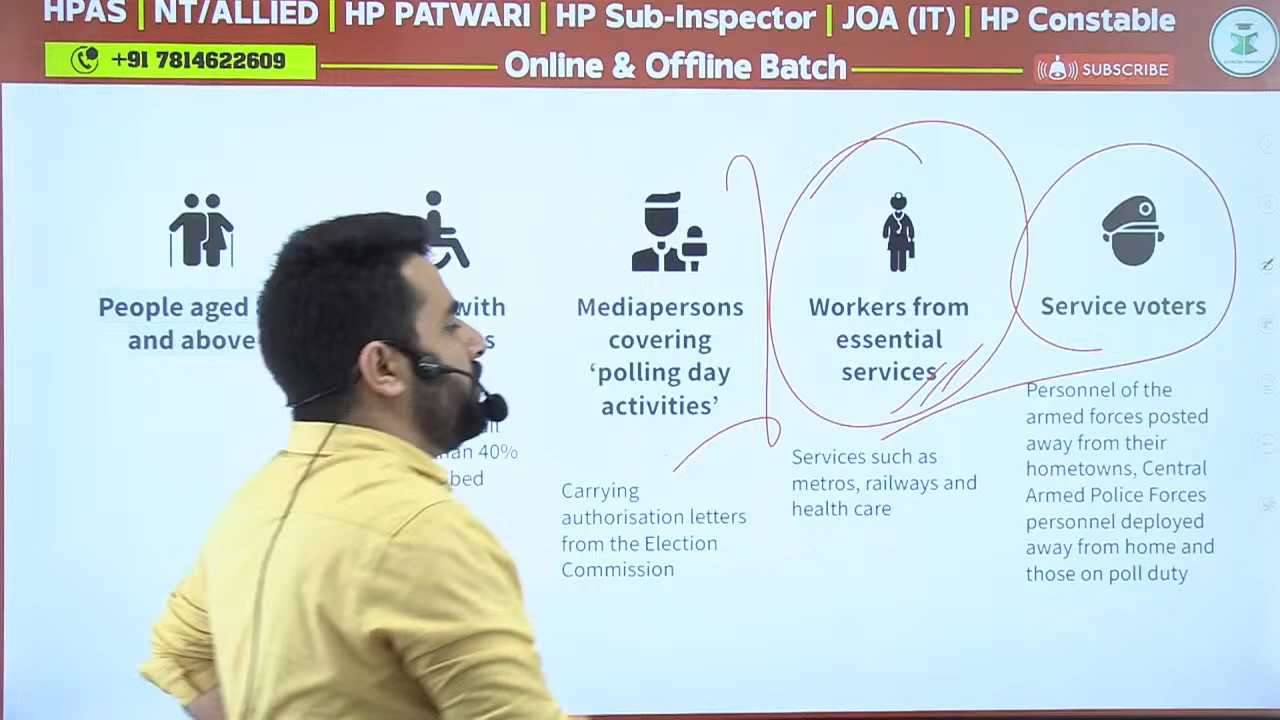 HPAS | NT/ALLIED | HP PATWARI | HP Sub-Inspector | JOA (IT) | HP Constable
+91 7814622609
Online & Offline Batch
SUBSCRIBE
People aged
and above
with
Mediapersons
covering
‘polling day
activities’
Workers from
essential
services
Service voters
than 40%
Carrying
authorisation letters
from the Election
Commission
Services such as
metros, railways and
health care
Personnel of the
armed forces posted
away from their
hometowns, Central
Armed Police Forces
personnel deployed
away from home and
those on poll duty